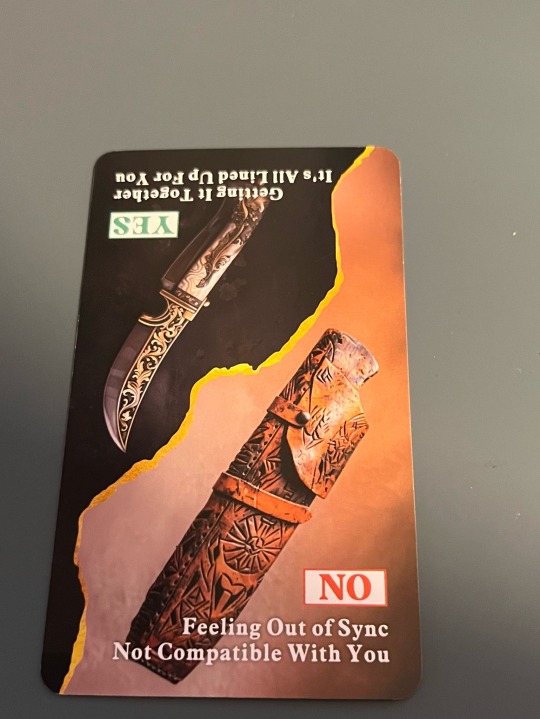 It's All Lined Up For You
Getting It Together
YES
NO
Feeling Out of Sync
Not Compatible With You